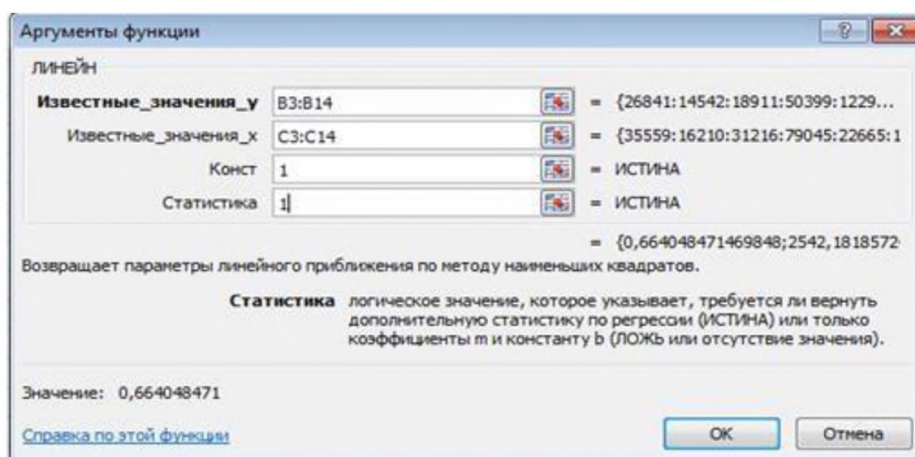 Аргументы функции
ЛИНЕЙН
Известные_значения_y B3:B14 = {26841:14542:18911:50399:1229...
Известные_значения_x C3:C14 = {35559:16210:31216:79045:22665:1
Конст 1 = ИСТИНА
Статистика 1 = ИСТИНА
= {0,664048471469848;2542,1818572
Возвращает параметры линейного приближения по методу наименьших квадратов.
Статистика логическое значение, которое указывает, требуется ли вернуть
дополнительную статистику по регрессии (ИСТИНА) или только
коэффициенты m и константу b (ЛОЖЬ или отсутствие значения).
Значение: 0,664048471
Справка по этой функции
ОК
Отмена